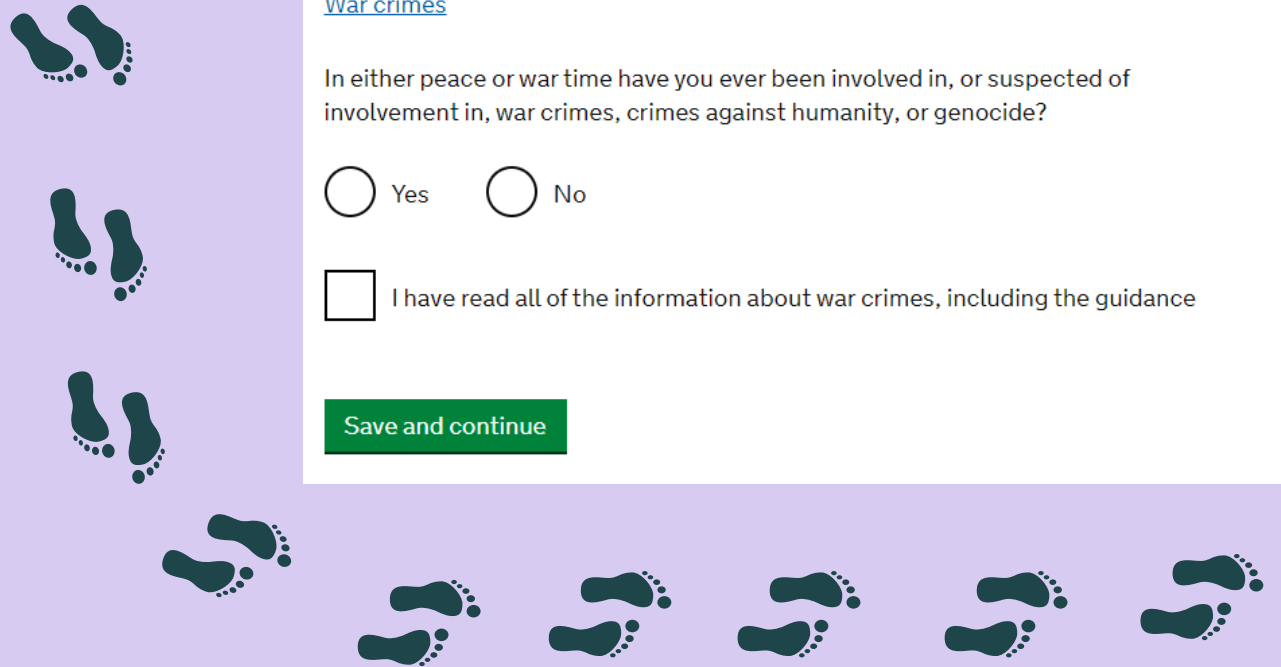 War crimes
In either peace or war time have you ever been involved in, or suspected of
involvement in, war crimes, crimes against humanity, or genocide?
Yes No
I have read all of the information about war crimes, including the guidance
Save and continue